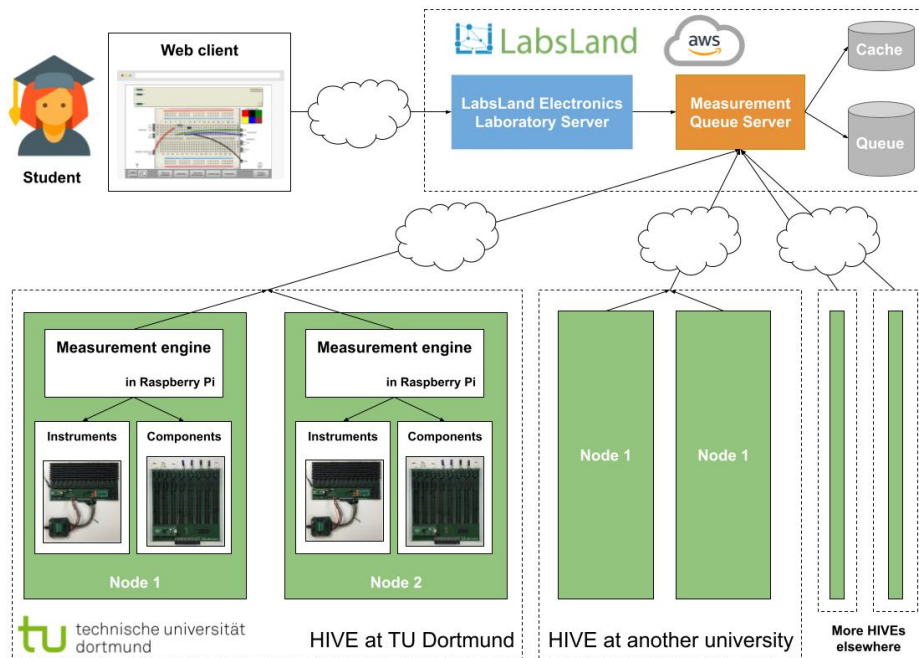 Web client
Student
LabsLand
aws
LabsLand Electronics
Laboratory Server
Measurement
Queue Server
Cache
Queue
Measurement engine
in Raspberry Pi
Instruments
Components
Node 1
Measurement engine
in Raspberry Pi
Instruments
Components
Node 2
tu technische universität
dortmund
HIVE at TU Dortmund
Node 1
Node 1
HIVE at another university
More HIVEs
elsewhere